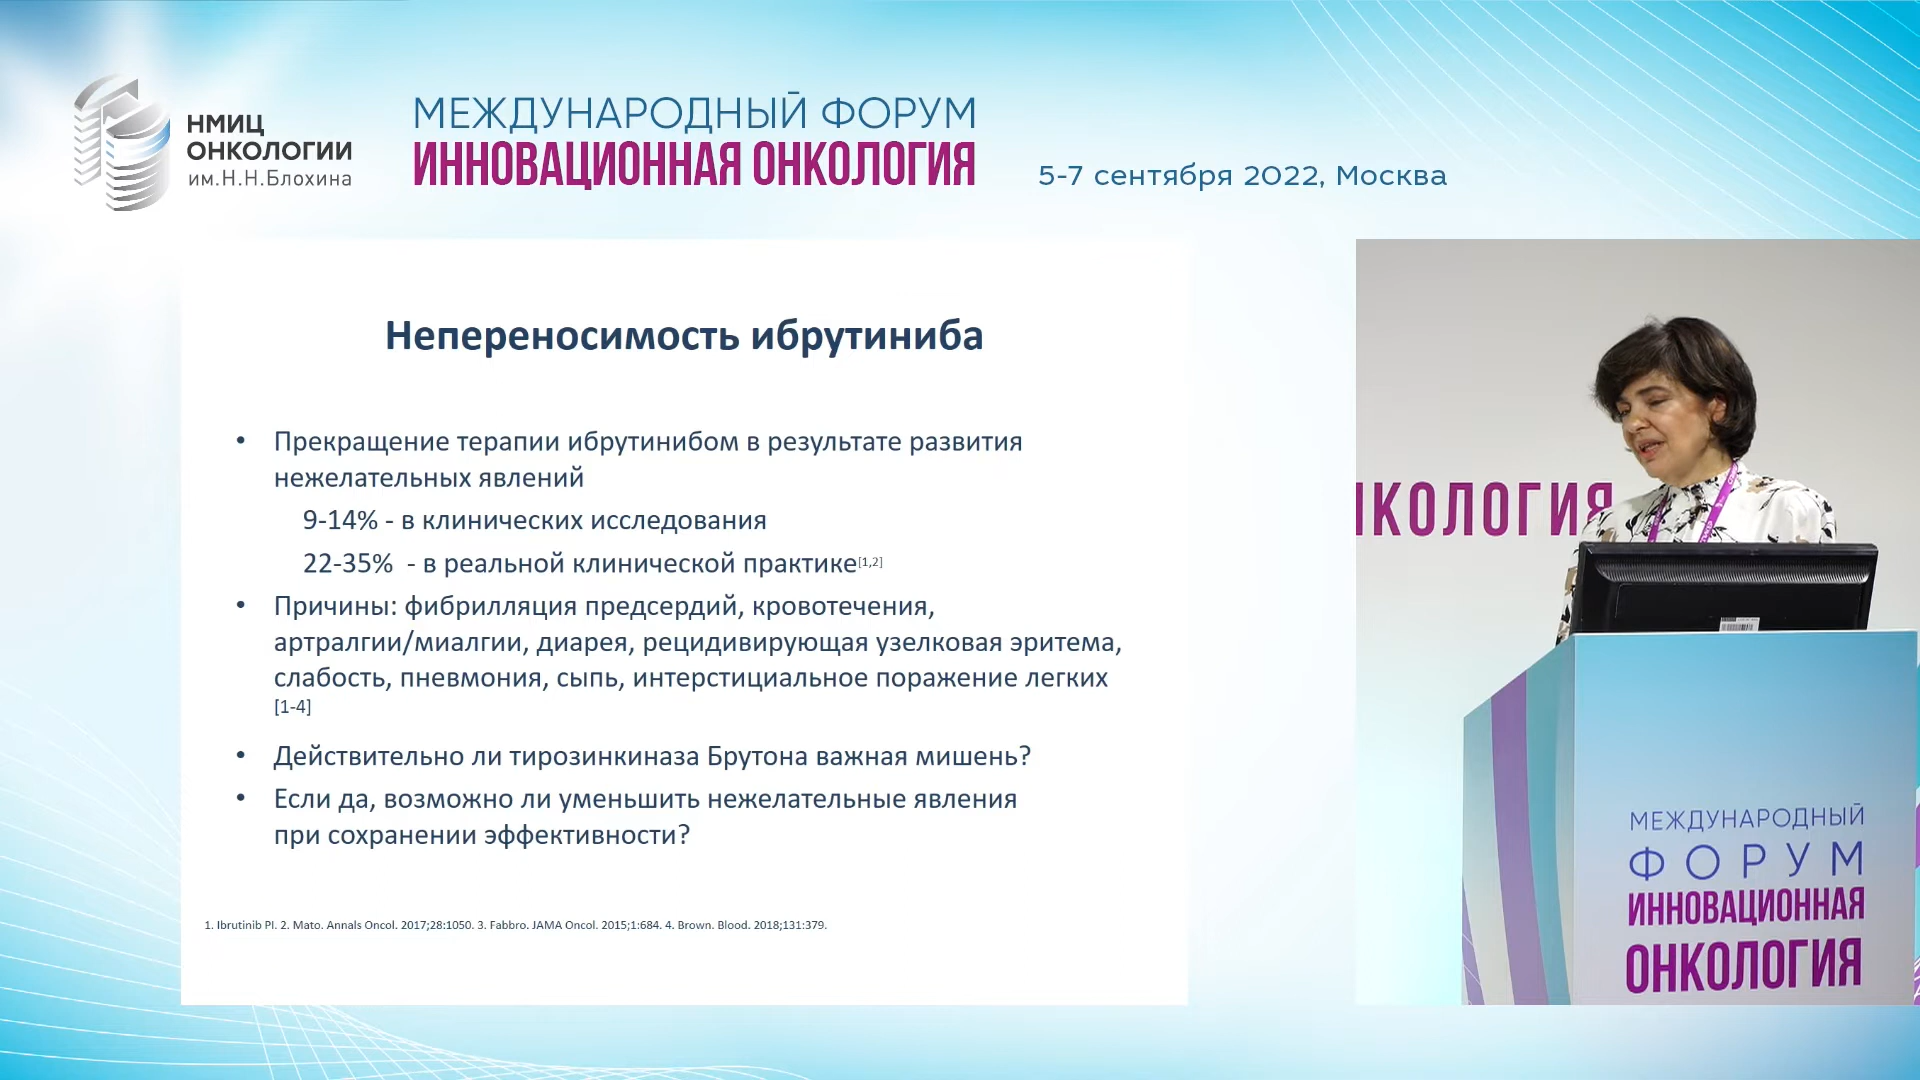 НМИЦ
ОНКОЛОГИИ
им.Н.Н.Блохина
МЕЖДУНАРОДНЫЙ ФОРУМ
ИННОВАЦИОННАЯ ОНКОЛОГИЯ
5-7 сентября 2022, Москва
Непереносимость ибрутиниба
• Прекращение терапии ибрутинибом в результате развития
нежелательных явлений
9-14% - в клинических исследования
22-35% - в реальной клинической практике[1,2]
• Причины: фибрилляция предсердий, кровотечения,
артралгии/миалгии, диарея, рецидивирующая узелковая эритема,
слабость, пневмония, сыпь, интерстициальное поражение легких
[1-4]
• Действительно ли тирозинкиназа Брутона важная мишень?
• Если да, возможно ли уменьшить нежелательные явления
при сохранении эффективности?
1. Ibrutinib PI. 2. Mato. Annals Oncol. 2017;28:1050. 3. Fabbro. JAMA Oncol. 2015;1:684. 4. Brown. Blood. 2018;131:379.
НКОЛОГИЯ
МЕЖДУНАРОДНЫЙ
ФОРУМ
ИННОВАЦИОННАЯ
ОНКОЛОГИЯ